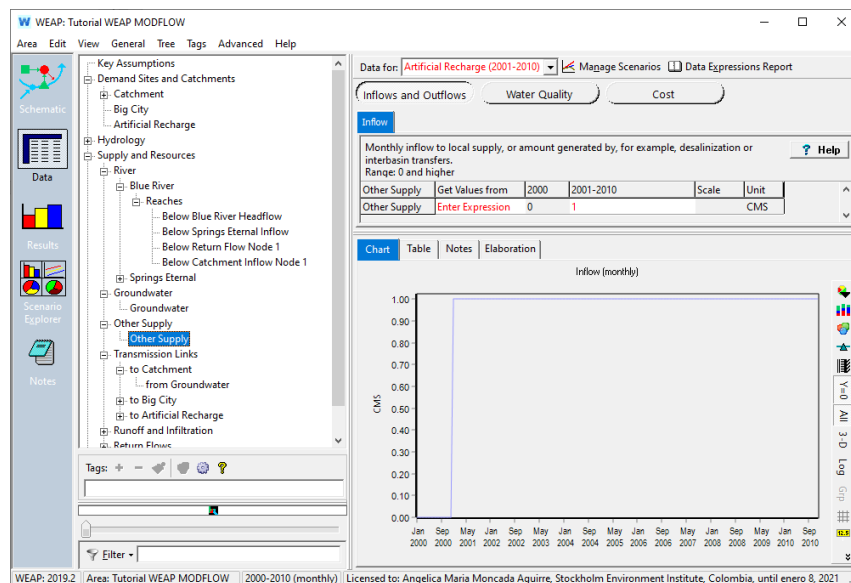 WEAP: Tutorial WEAP MODFLOW
Area Edit View General Tree Tags Advanced Help
Schematic
Data
Results
Scenario
Explorer
Notes
Key Assumptions
Demand Sites and Catchments
Catchment
Big City
Artificial Recharge
Hydrology
Supply and Resources
River
Blue River
Reaches
Below Blue River Headflow
Below Springs Eternal Inflow
Below Return Flow Node 1
Below Catchment Inflow Node 1
Springs Eternal
Groundwater
Groundwater
Other Supply
Other Supply
Transmission Links
to Catchment
from Groundwater
to Big City
to Artificial Recharge
Runoff and Infiltration
Return Flows
Tags:
Filter
Data for: Artificial Recharge (2001-2010) Manage Scenarios Data Expressions Report
Inflows and Outflows Water Quality Cost
Inflow
Monthly inflow to local supply, or amount generated by, for example, desalinization or
interbasin transfers.
Range: 0 and higher
? Help
Other Supply Get Values from 2000 2001-2010 Scale Unit
Other Supply Enter Expression 0 1 CMS
Chart Table Notes Elaboration
Inflow (monthly)
1.00
0.90
0.80
0.70
0.60
0.50
0.40
0.30
0.20
0.10
0.00
CMS
Jan Sep May Jan Sep May Jan Sep May Jan Sep May Jan Sep May Jan Sep
2000 2000 2001 2002 2002 2003 2004 2004 2005 2006 2006 2007 2008 2008 2009 2010 2010
Y=0
All
3-D
Log
Grp
12.5
WEAP: 2019.2 Area: Tutorial WEAP MODFLOW 2000-2010 (monthly) Licensed to: Angelica Maria Moncada Aguirre, Stockholm Environment Institute, Colombia, until enero 8, 2021